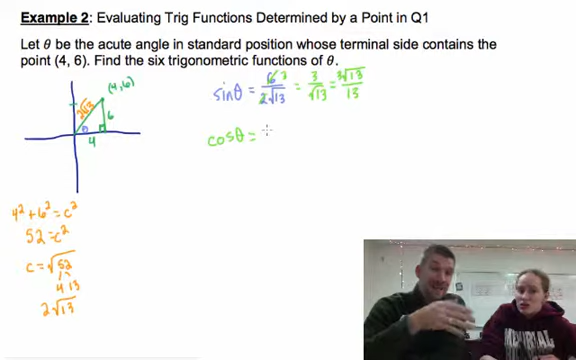 Example 2: Evaluating Trig Functions Determined by a Point in Q1
Let θ be the acute angle in standard position whose terminal side contains the
point (4, 6). Find the six trigonometric functions of θ.
(4,6)
2√13
6
θ
4
sinθ = 6 3 / 2√13 = 3/√13 = 3√13/13
cosθ =
4² + 6² = c²
52 = c²
c = √52
4 13
2√13
MEMORIAL